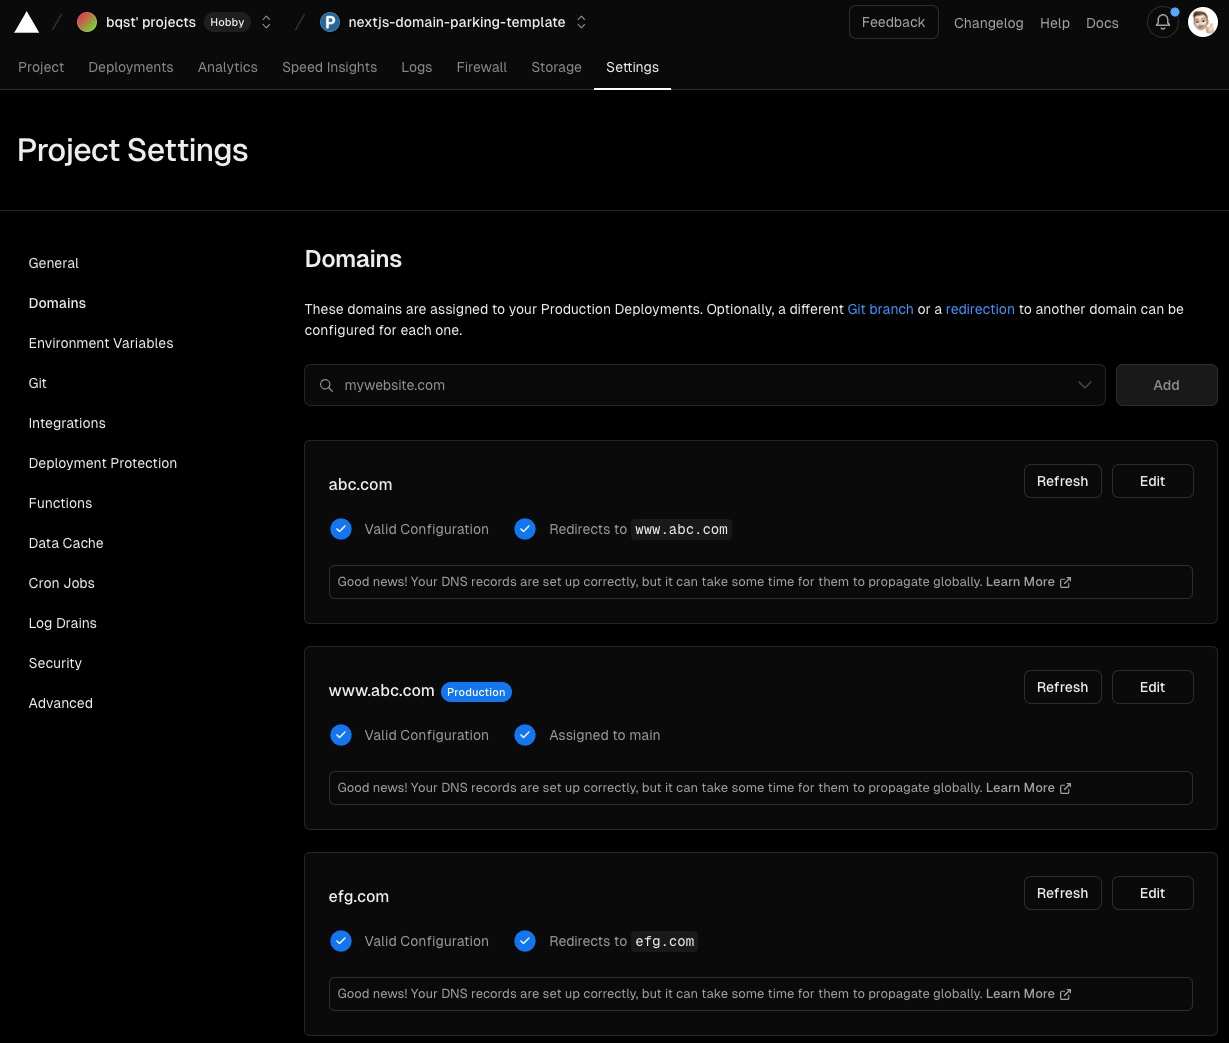 bqst' projects Hobby nextjs-domain-parking-template Feedback Changelog Help Docs
Project Deployments Analytics Speed Insights Logs Firewall Storage Settings
Project Settings
General
Domains
Environment Variables
Git
Integrations
Deployment Protection
Functions
Data Cache
Cron Jobs
Log Drains
Security
Advanced
Domains
These domains are assigned to your Production Deployments. Optionally, a different Git branch or a redirection to another domain can be
configured for each one.
mywebsite.com Add
abc.com Refresh Edit
Valid Configuration Redirects to www.abc.com
Good news! Your DNS records are set up correctly, but it can take some time for them to propagate globally. Learn More
www.abc.com Production Refresh Edit
Valid Configuration Assigned to main
Good news! Your DNS records are set up correctly, but it can take some time for them to propagate globally. Learn More
efg.com Refresh Edit
Valid Configuration Redirects to efg.com
Good news! Your DNS records are set up correctly, but it can take some time for them to propagate globally. Learn More